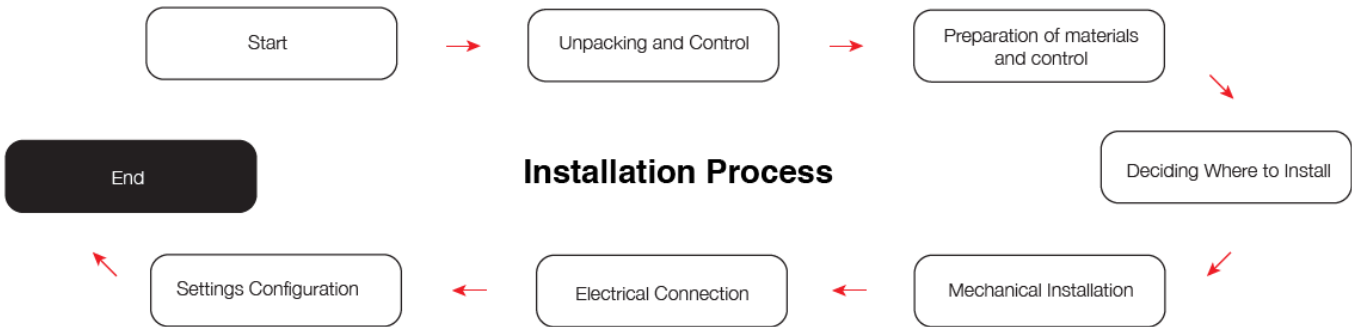 Start
Unpacking and Control
Preparation of materials
and control
Deciding Where to Install
Installation Process
Mechanical Installation
Electrical Connection
Settings Configuration
End